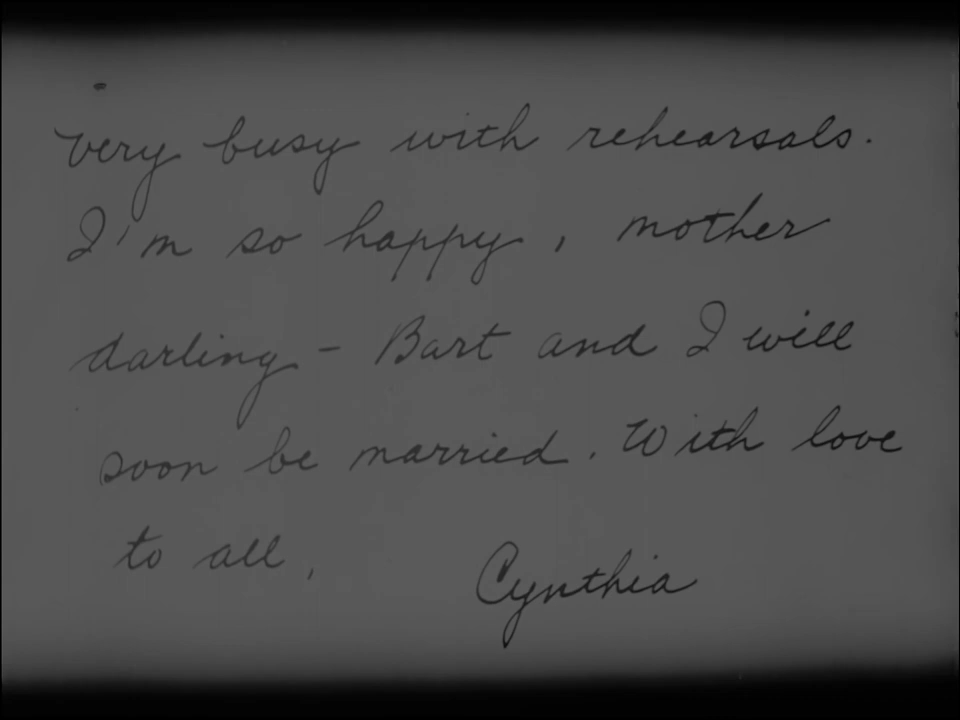 very busy with rehearsals.
I'm so happy, mother
darling - Bart and I will
soon be married. With love
to all,
Cynthia